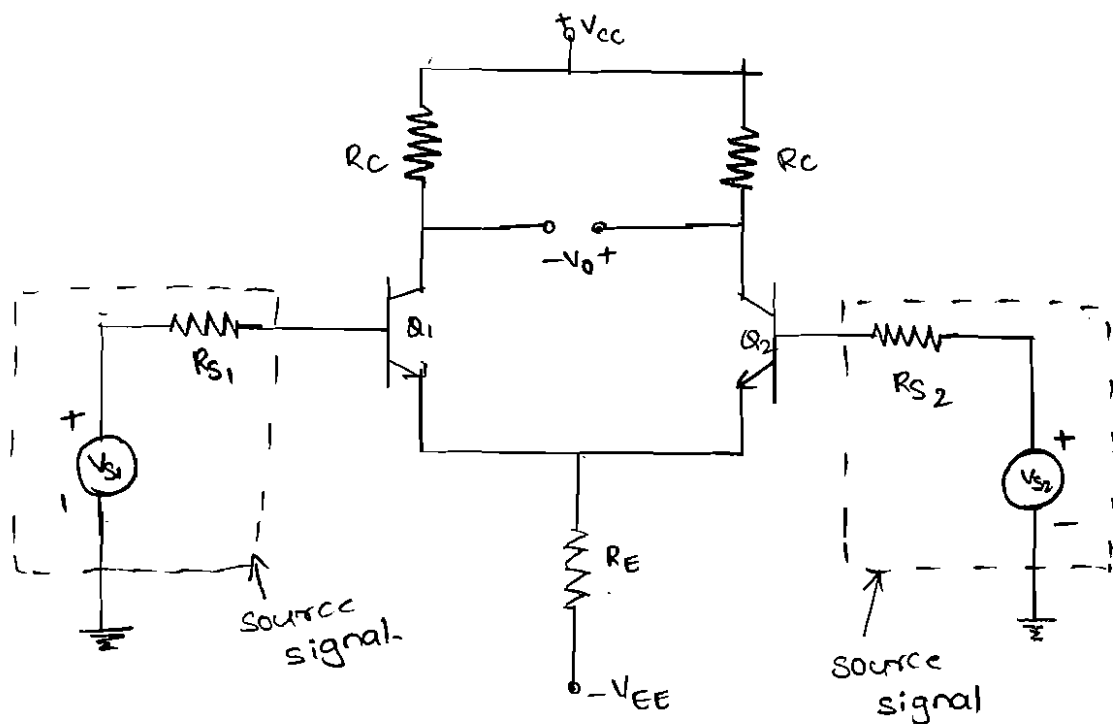 +VCC
RC
RC
-Vo+
Q1
Q2
RS1
RS2
+
VS1
-
+
VS2
-
RE
source
signal-
source
signal
-VEE